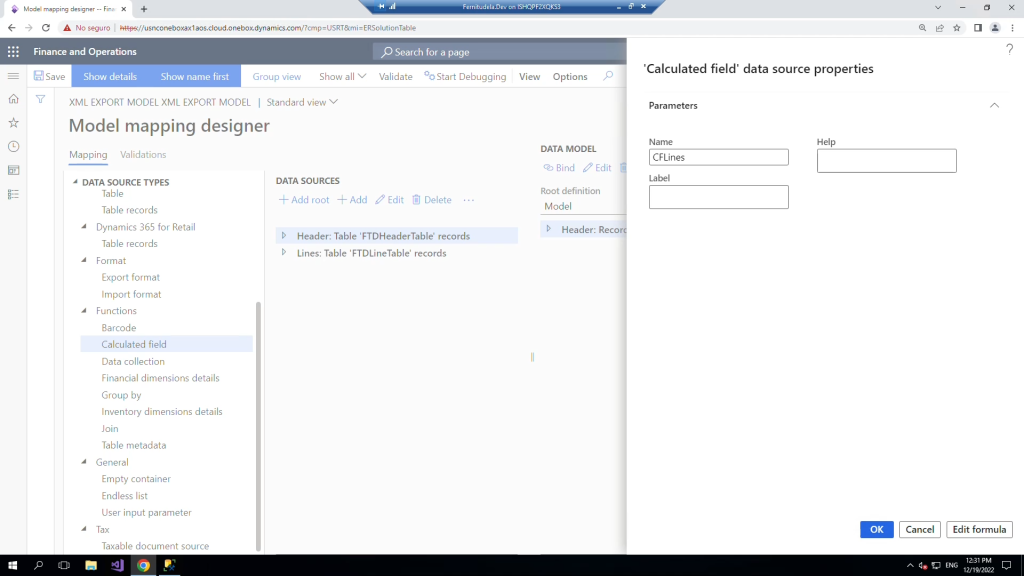 Model mapping designer -- Finan
Fernitudela.Dev on ISHQPF2XQKS3
No seguro
https://usnconeboxax1aos.cloud.onebox.dynamics.com/?cmp=USRT&mi=ERSolutionTable
Finance and Operations
Search for a page
?
Save
Show details
Show name first
Group view
Show all
Validate
Start Debugging
View
Options
'Calculated field' data source properties
XML EXPORT MODEL XML EXPORT MODEL | Standard view
Parameters
Model mapping designer
Name
Help
Mapping
Validations
DATA MODEL
CFLines
Bind
Edit
Label
DATA SOURCE TYPES
DATA SOURCES
Root definition
Table
Add root
Add
Edit
Delete
...
Model
Table records
Dynamics 365 for Retail
Header: Table 'FTDHeaderTable' records
Header: Record
Table records
Lines: Table 'FTDLineTable' records
Format
Export format
Import format
Functions
Barcode
Calculated field
Data collection
Financial dimensions details
Group by
Inventory dimensions details
Join
Table metadata
General
Empty container
Endless list
User input parameter
Tax
Taxable document source
OK
Cancel
Edit formula
ENG
12:31 PM
12/19/2022